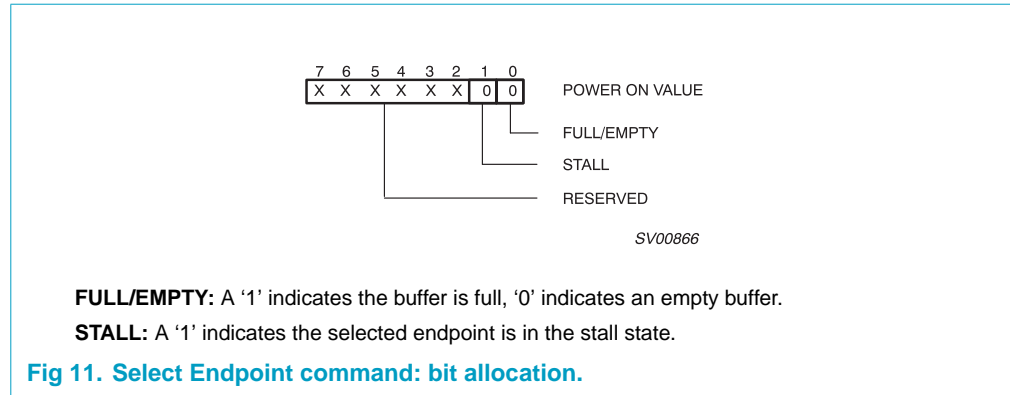 7 6 5 4 3 2 1 0
X X X X X X 0 0 POWER ON VALUE
FULL/EMPTY
STALL
RESERVED
SV00866
FULL/EMPTY: A ‘1’ indicates the buffer is full, ‘0’ indicates an empty buffer.
STALL: A ‘1’ indicates the selected endpoint is in the stall state.
Fig 11. Select Endpoint command: bit allocation.